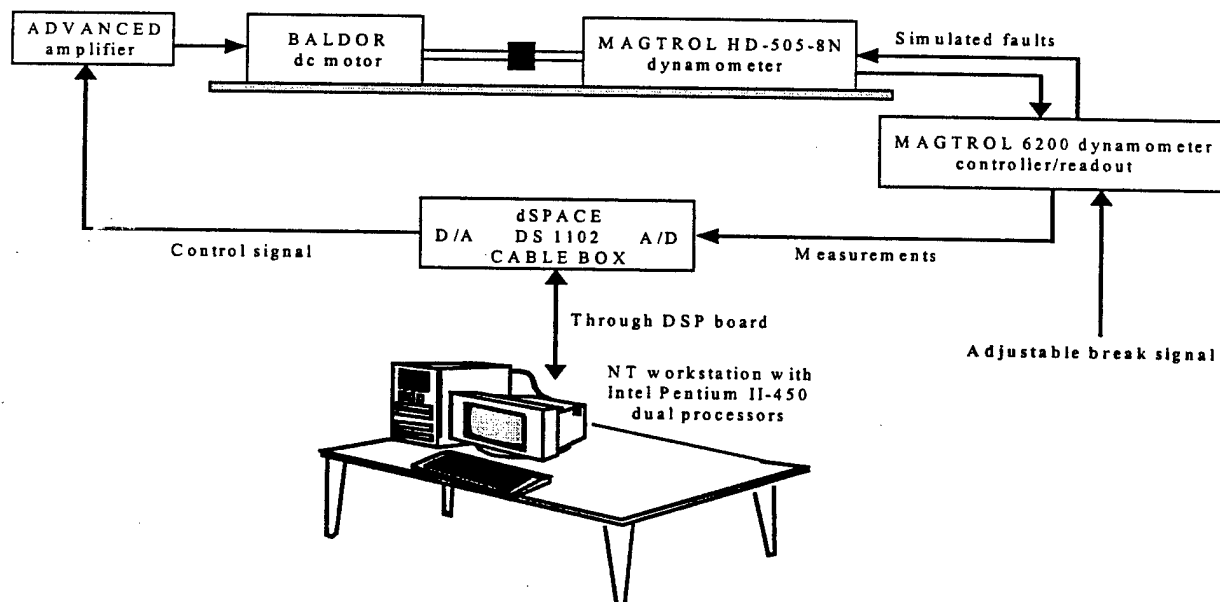 ADVANCED
amplifier
BALDOR
dc motor
MAGTROL HD-505-8N
dynamometer
Simulated faults
MAGTROL 6200 dynamometer
controller/readout
dSPACE
D/A DS 1102 A/D
CABLE BOX
Control signal
Measurements
Through DSP board
Adjustable break signal
NT workstation with
Intel Pentium II-450
dual processors